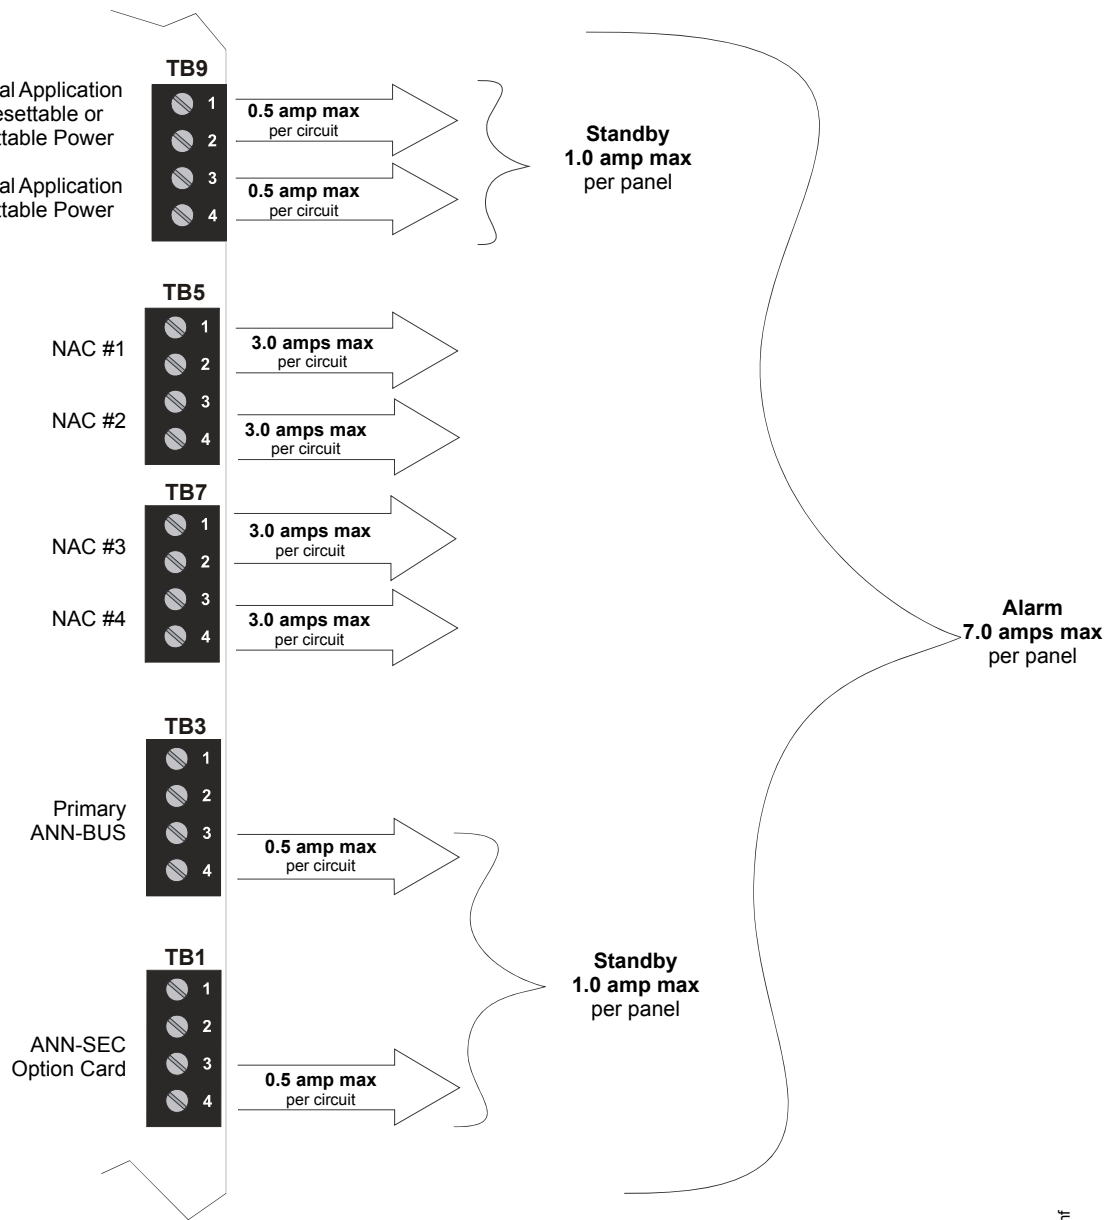 TB9
al Application
esettable or
ttable Power
al Application
ttable Power
1
2
3
4
0.5 amp max
per circuit
0.5 amp max
per circuit
Standby
1.0 amp max
per panel
TB5
NAC #1
NAC #2
1
2
3
4
3.0 amps max
per circuit
3.0 amps max
per circuit
TB7
NAC #3
NAC #4
1
2
3
4
3.0 amps max
per circuit
3.0 amps max
per circuit
Alarm
7.0 amps max
per panel
TB3
Primary
ANN-BUS
1
2
3
4
0.5 amp max
per circuit
Standby
1.0 amp max
per panel
TB1
ANN-SEC
Option Card
1
2
3
4
0.5 amp max
per circuit